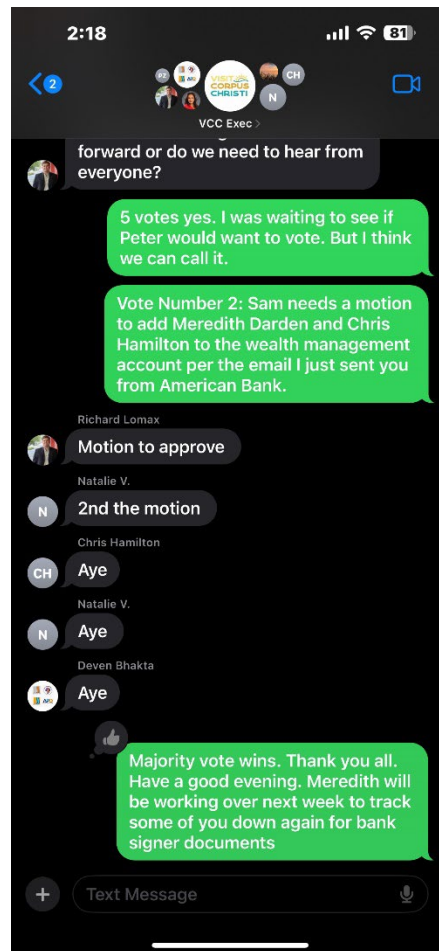 2:18
81
2
PZ
VISIT
CORPUS
CHRISTI
CH
N
VCC Exec >
forward or do we need to hear from
everyone?
5 votes yes. I was waiting to see if
Peter would want to vote. But I think
we can call it.
Vote Number 2: Sam needs a motion
to add Meredith Darden and Chris
Hamilton to the wealth management
account per the email I just sent you
from American Bank.
Richard Lomax
Motion to approve
Natalie V.
N
2nd the motion
Chris Hamilton
CH
Aye
Natalie V.
N
Aye
Deven Bhakta
Aye
Majority vote wins. Thank you all.
Have a good evening. Meredith will
be working over next week to track
some of you down again for bank
signer documents
+
Text Message